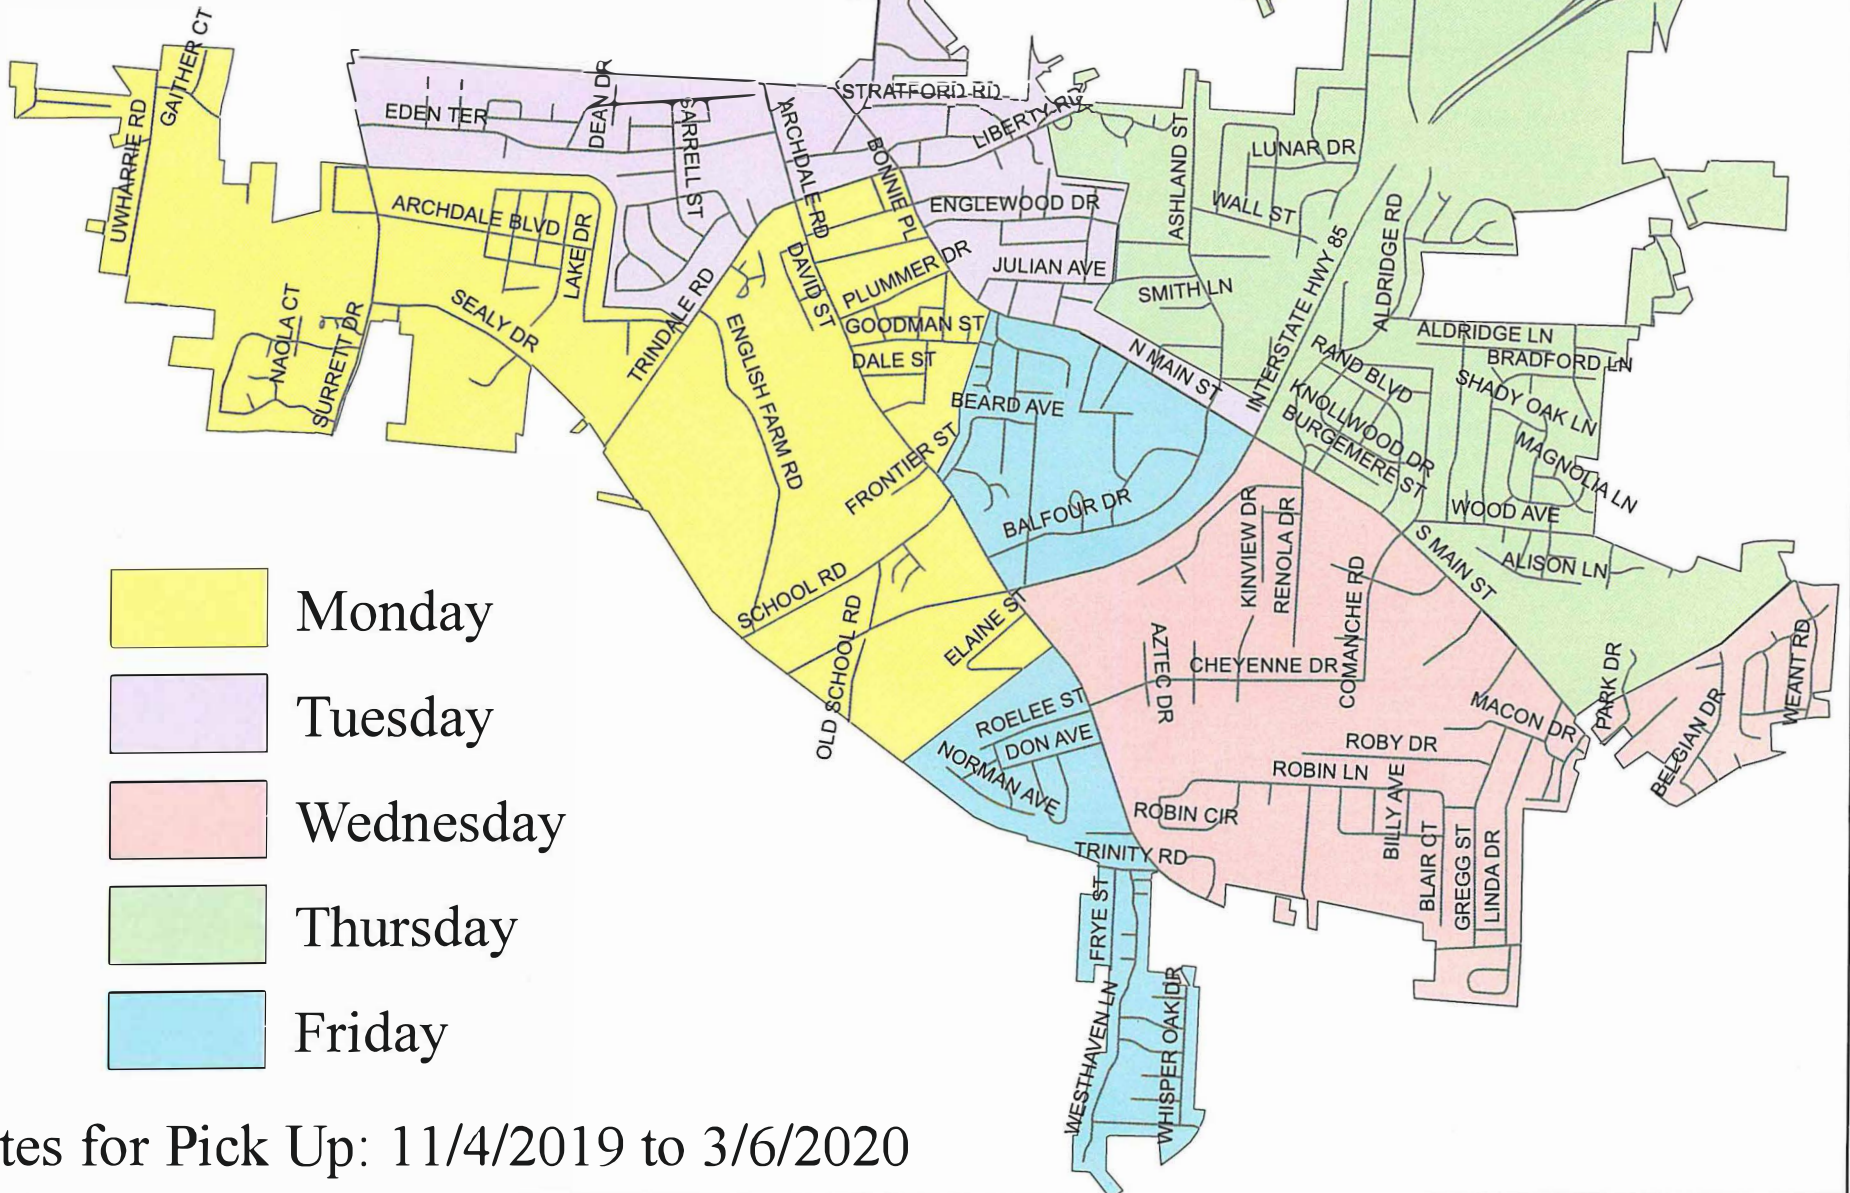 GAITHER CT
UWHARRIE RD
EDEN TER
DEAN DR
SARRELL ST
ARCHDALE RD
STRATFORD RD
LIBERTY RD
BONNIE PL
ASHLAND ST
LUNAR DR
WALL ST
ENGLEWOOD DR
ARCHDALE BLVD
LAKE DR
DAVID ST
PLUMMER DR
JULIAN AVE
SMITH LN
INTERSTATE HWY 85
ALDRIDGE RD
NAOLA CT
SURRETT DR
SEALY DR
TRINDALE RD
ENGLISH FARM RD
GOODMAN ST
DALE ST
N MAIN ST
ALDRIDGE LN
BRADFORD LN
RAND BLVD
SHADY OAK LN
KNOLLWOOD DR
BURGEMERE ST
MAGNOLIA LN
BEARD AVE
FRONTIER ST
BALFOUR DR
KINVIEW DR
RENOLA DR
WOOD AVE
S MAIN ST
ALISON LN
SCHOOL RD
OLD SCHOOL RD
ELAINE ST
COMANCHE RD
AZTEC DR
CHEYENNE DR
PARK DR
WEANT RD
BELGIAN DR
ROELEE ST
DON AVE
NORMAN AVE
MACON DR
ROBY DR
ROBIN LN
BILLY AVE
ROBIN CIR
BLAIR CT
GREGG ST
LINDA DR
TRINITY RD
FRYE ST
WESTHAVEN LN
WHISPER OAK DR
Monday
Tuesday
Wednesday
Thursday
Friday
tes for Pick Up: 11/4/2019 to 3/6/2020